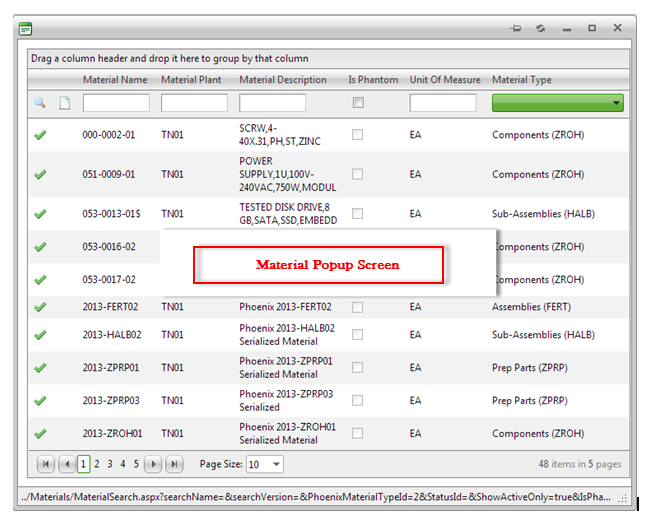 Drag a column header and drop it here to group by that column
Material Name Material Plant Material Description Is Phantom Unit Of Measure Material Type
000-0002-01 TN01 SCRW,4-
40X.31,PH,ST,ZINC EA Components (ZROH)
051-0009-01 TN01 POWER
SUPPLY,1U,100V-
240VAC,750W,MODUL EA Components (ZROH)
053-0013-01S TN01 TESTED DISK DRIVE,8
GB,SATA,SSD,EMBEDD EA Sub-Assemblies (HALB)
053-0016-02 Components (ZROH)
Material Popup Screen
053-0017-02 Components (ZROH)
2013-FERT02 TN01 Phoenix 2013-FERT02 EA Assemblies (FERT)
2013-HALB02 TN01 Phoenix 2013-HALB02
Serialized Material EA Sub-Assemblies (HALB)
2013-ZPRP01 TN01 Phoenix 2013-ZPRP01
Serialized Material EA Prep Parts (ZPRP)
2013-ZPRP03 TN01 Phoenix 2013-ZPRP03
Serialized EA Prep Parts (ZPRP)
2013-ZROH01 TN01 Phoenix 2013-ZROH01
Serialized Material EA Components (ZROH)
1 2 3 4 5 Page Size: 10 48 items in 5 pages
../Materials/MaterialSearch.aspx?searchName=&searchVersion=&PhoenixMaterialTypeId=2&StatusId=&ShowActiveOnly=true&IsPha...